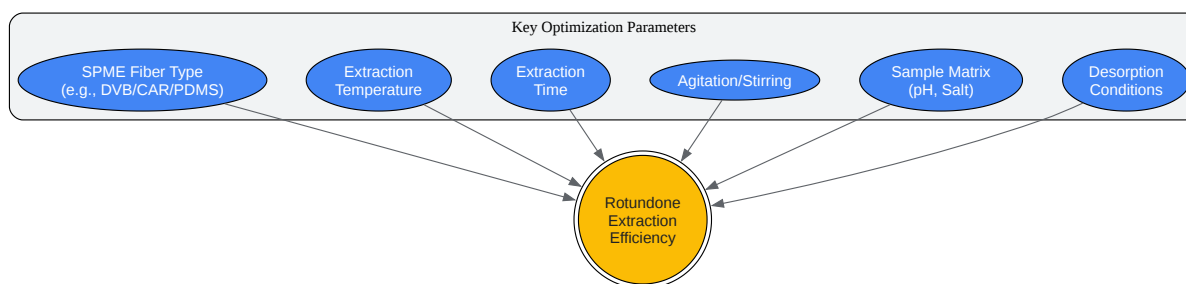 Key Optimization Parameters
SPME Fiber Type
(e.g., DVB/CAR/PDMS)
Extraction
Temperature
Extraction
Time
Agitation/Stirring
Sample Matrix
(pH, Salt)
Desorption
Conditions
Rotundone
Extraction
Efficiency